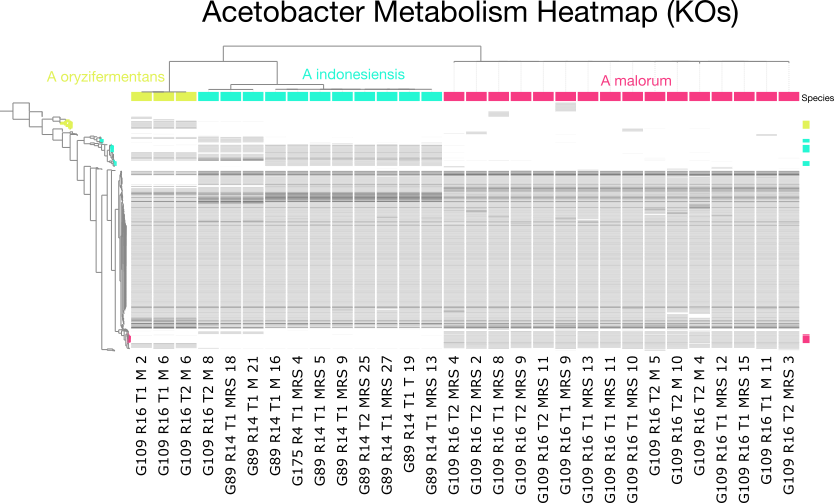 Acetobacter Metabolism Heatmap (KOs)
A oryzifermentans
A indonesiensis
A malorum
Species
G109 R16 T1 M 2
G109 R16 T1 M 6
G109 R16 T2 M 6
G109 R16 T2 M 8
G89 R14 T1 MRS 18
G89 R14 T1 M 21
G89 R14 T1 M 16
G175 R4 T1 MRS 4
G89 R14 T1 MRS 5
G89 R14 T1 MRS 9
G89 R14 T2 MRS 25
G89 R14 T1 MRS 27
G89 R14 T1 T 19
G89 R14 T1 MRS 13
G109 R16 T2 MRS 4
G109 R16 T2 MRS 2
G109 R16 T1 MRS 8
G109 R16 T2 MRS 9
G109 R16 T2 MRS 11
G109 R16 T1 MRS 9
G109 R16 T1 MRS 13
G109 R16 T1 MRS 11
G109 R16 T1 MRS 10
G109 R16 T2 M 5
G109 R16 T2 M 10
G109 R16 T2 M 4
G109 R16 T1 MRS 12
G109 R16 T1 MRS 15
G109 R16 T1 M 11
G109 R16 T2 MRS 3